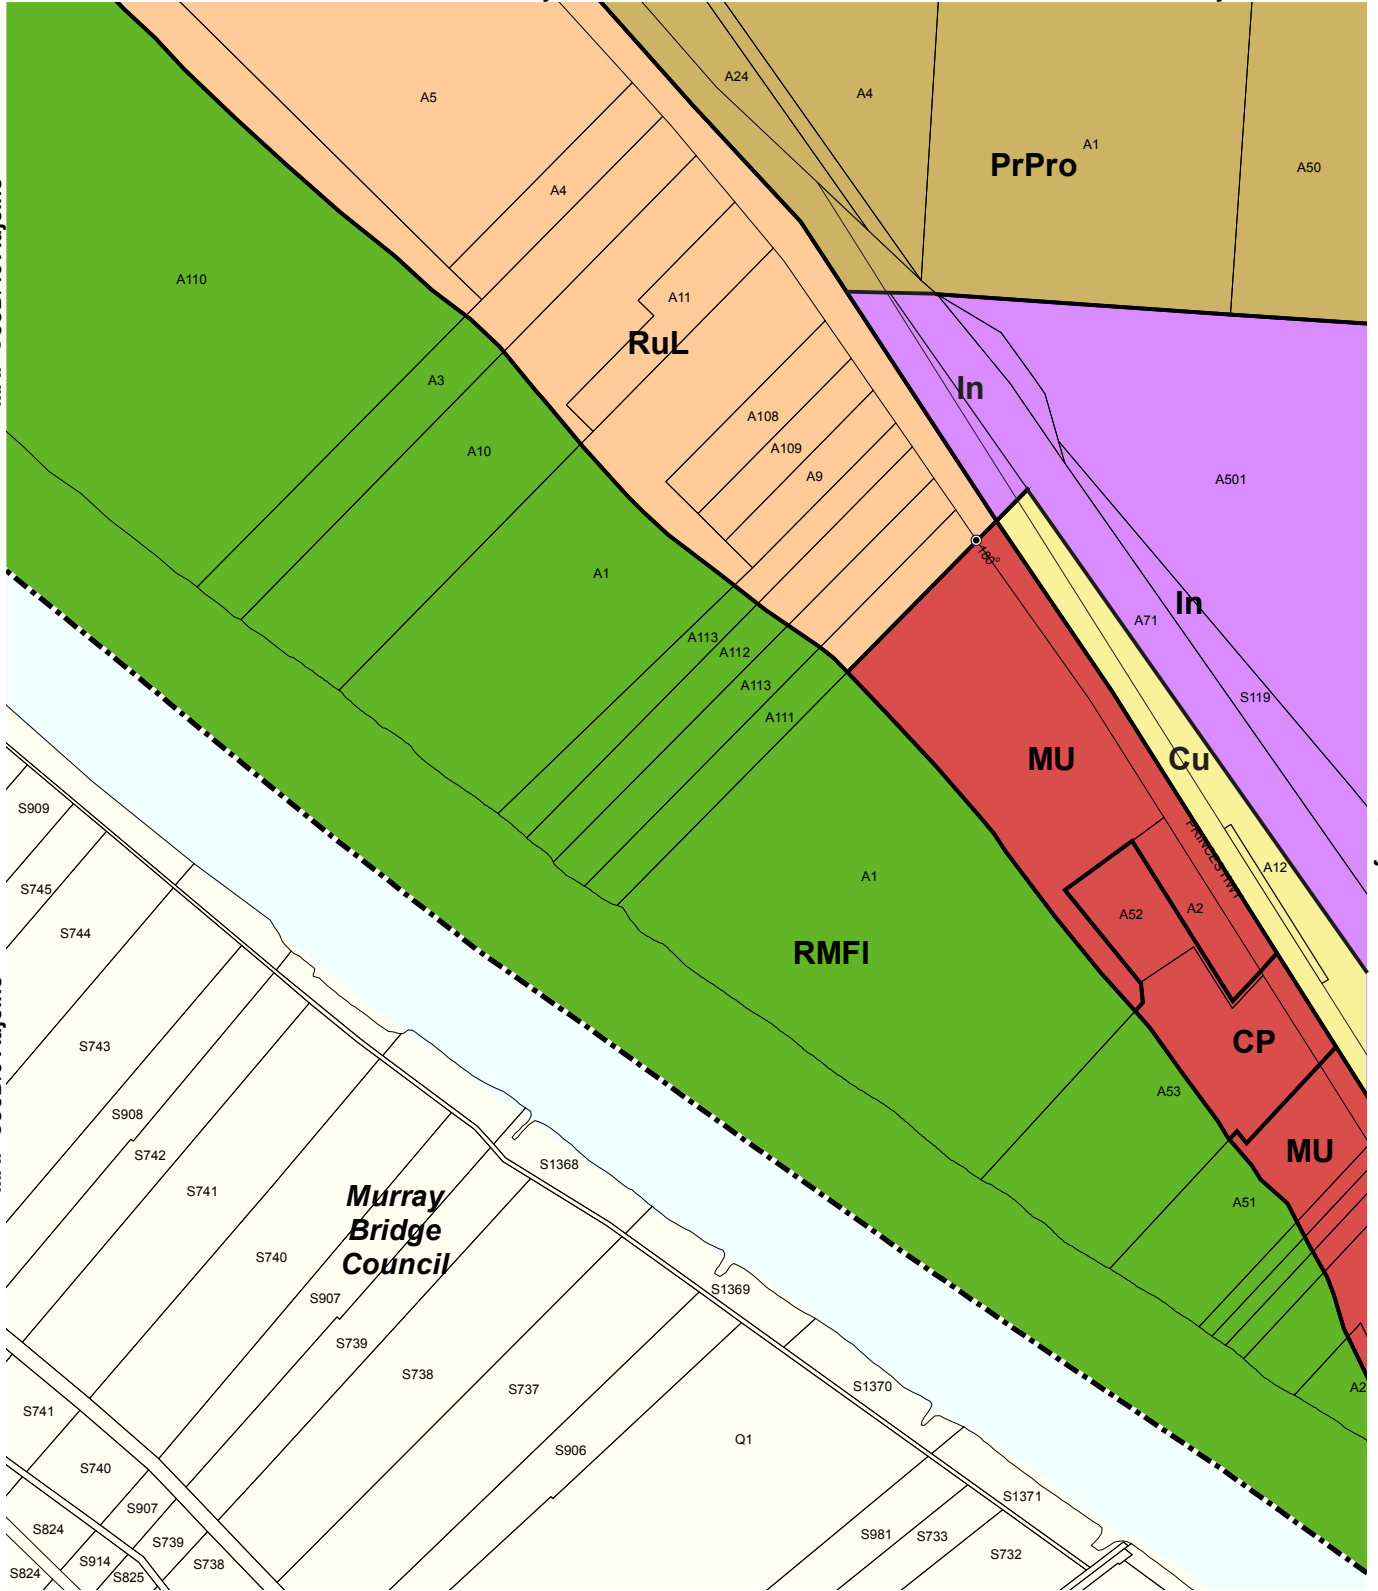 A24
A4
A5
A1
PrPro
A50
A4
A110
A11
RuL
A3
In
A108
A10
A109
A9
A501
180°
A1
In
A71
A113
A112
A113
S119
A111
MU
Cu
S909
PRINCES HWY
A12
A1
S745
A2
A52
S744
RMFI
CP
S743
A53
S908
MU
S742
S1368
S741
A51
Murray
Bridge
Council
S740
S1369
S907
S739
S738
S1370
S737
A2
S741
Q1
S906
S740
S1371
S907
S824
S981
S733
S739
S732
S914
S738
S824
S825